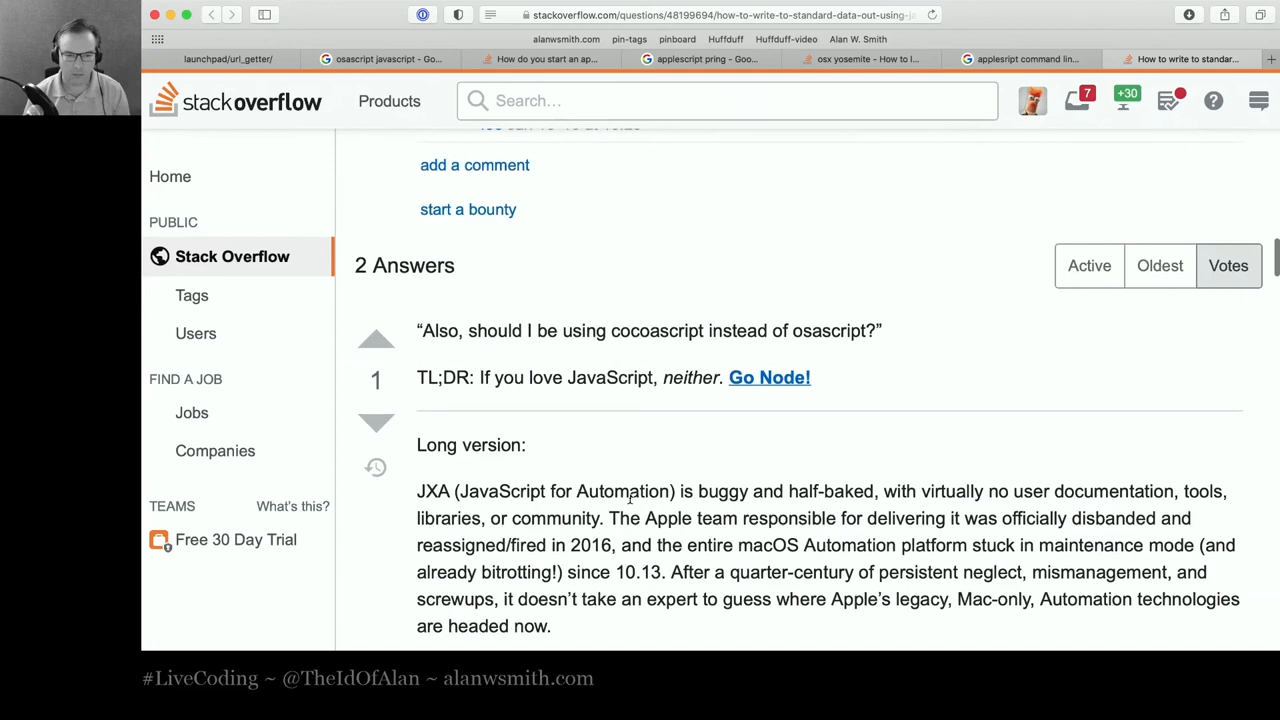 stackoverflow.com/questions/48199694/how-to-write-to-standard-data-out-using-j
alanwsmith.com pin-tags pinboard Huffduff Huffduff-video Alan W. Smith
launchpad/url_getter/ osascript javascript - Go... How do you start an ap... applescript pring - Goo... osx yosemite - How to l... applesript command lin... How to write to standar...
stackoverflow Products Search... 7 +30
add a comment
start a bounty
Home
PUBLIC
Stack Overflow
Tags
Users
FIND A JOB
Jobs
Companies
TEAMS What's this?
Free 30 Day Trial
2 Answers
Active Oldest Votes
“Also, should I be using cocoascript instead of osascript?”
1
TL;DR: If you love JavaScript, neither. Go Node!
Long version:
JXA (JavaScript for Automation) is buggy and half-baked, with virtually no user documentation, tools,
libraries, or community. The Apple team responsible for delivering it was officially disbanded and
reassigned/fired in 2016, and the entire macOS Automation platform stuck in maintenance mode (and
already bitrotting!) since 10.13. After a quarter-century of persistent neglect, mismanagement, and
screwups, it doesn’t take an expert to guess where Apple’s legacy, Mac-only, Automation technologies
are headed now.
#LiveCoding ~ @TheIdOfAlan ~ alanwsmith.com